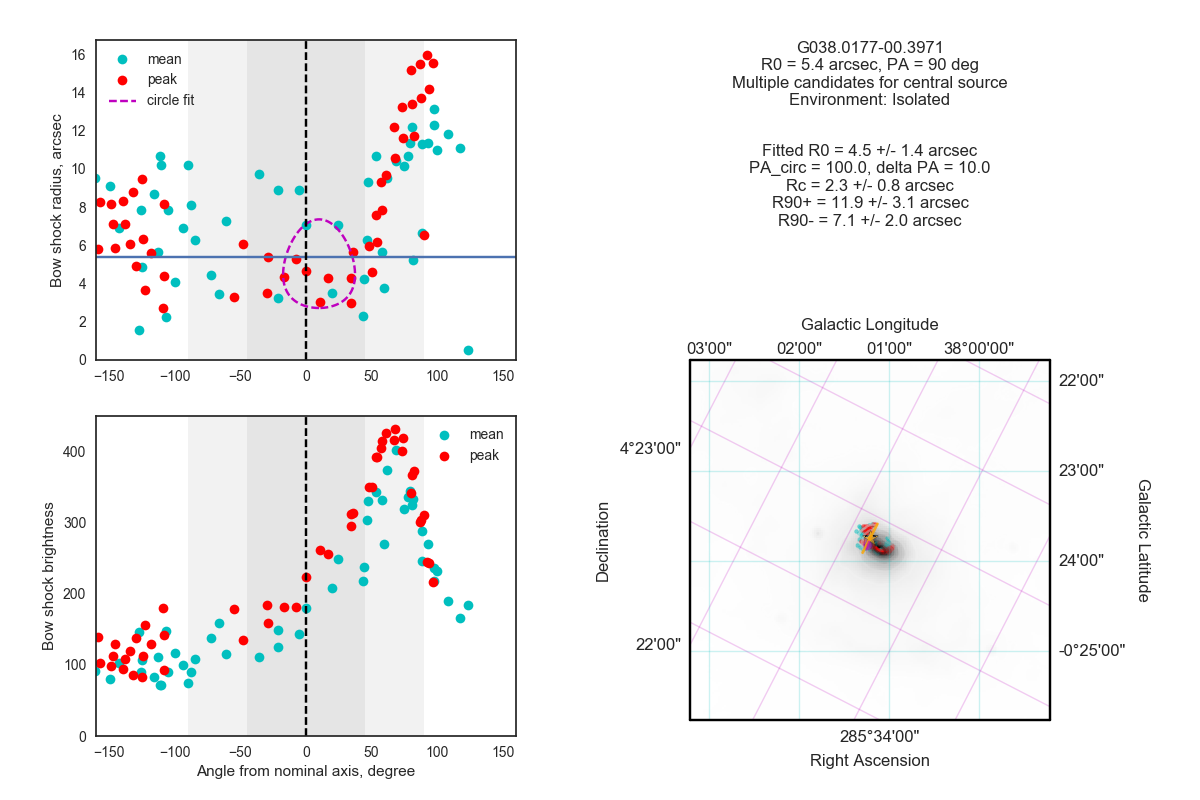 16
14
12
10
8
6
4
2
0
Bow shock radius, arcsec
mean
peak
circle fit
−150
−100
−50
0
50
100
150
400
300
200
100
0
Bow shock brightness
mean
peak
−150
−100
−50
0
50
100
150
Angle from nominal axis, degree
G038.0177-00.3971
R0 = 5.4 arcsec, PA = 90 deg
Multiple candidates for central source
Environment: Isolated
Fitted R0 = 4.5 +/- 1.4 arcsec
PA_circ = 100.0, delta PA = 10.0
Rc = 2.3 +/- 0.8 arcsec
R90+ = 11.9 +/- 3.1 arcsec
R90- = 7.1 +/- 2.0 arcsec
Galactic Longitude
03'00" 02'00" 01'00" 38°00'00"
22'00"
4°23'00"
23'00"
24'00"
22'00"
-0°25'00"
Declination
Galactic Latitude
285°34'00"
Right Ascension